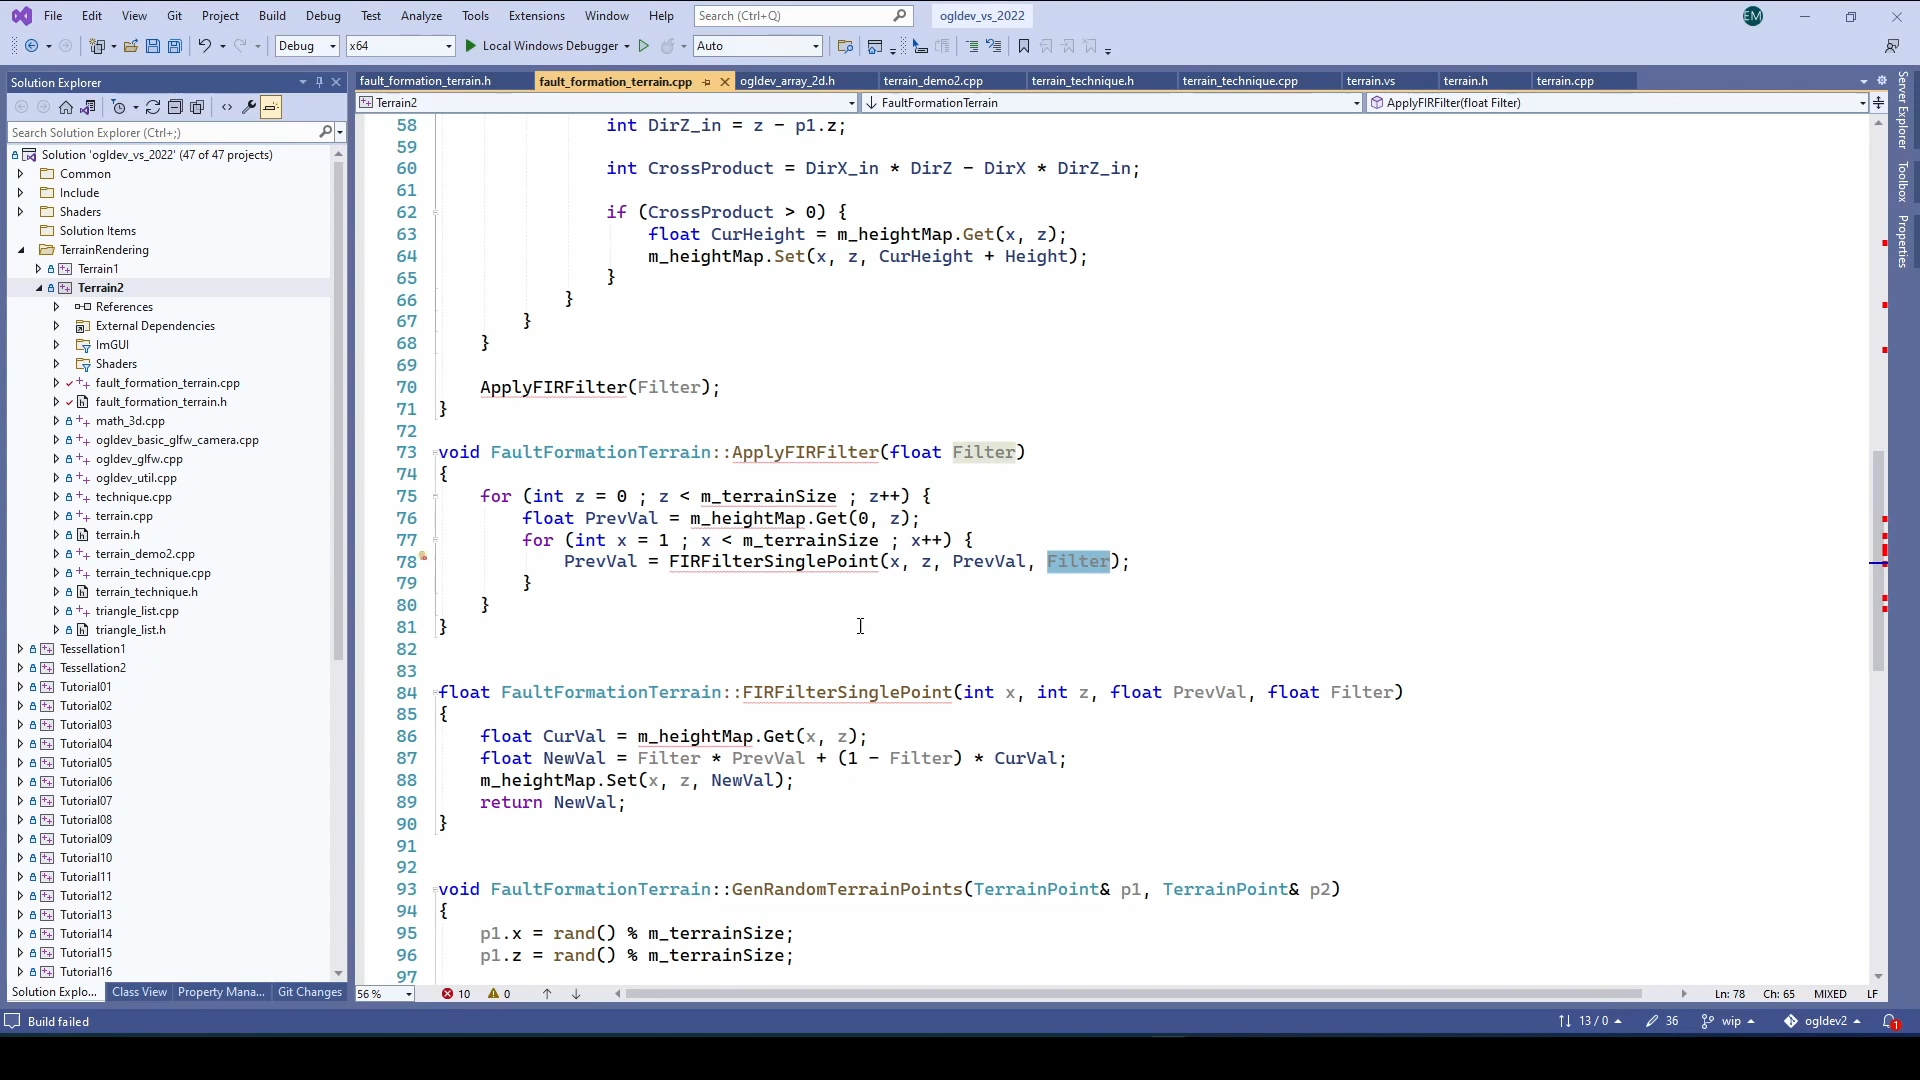 File Edit View Git Project Build Debug Test Analyze Tools Extensions Window Help Search (Ctrl+Q) ogldev_vs_2022 EM
Debug x64 Local Windows Debugger Auto
Solution Explorer
fault_formation_terrain.h fault_formation_terrain.cpp ogldev_array_2d.h terrain_demo2.cpp terrain_technique.h terrain_technique.cpp terrain.vs terrain.h terrain.cpp
Terrain2 FaultFormationTerrain ApplyFIRFilter(float Filter)
Search Solution Explorer (Ctrl+;)
Solution 'ogldev_vs_2022' (47 of 47 projects)
Common
Include
Shaders
Solution Items
TerrainRendering
Terrain1
Terrain2
References
External Dependencies
ImGUI
Shaders
fault_formation_terrain.cpp
fault_formation_terrain.h
math_3d.cpp
ogldev_basic_glfw_camera.cpp
ogldev_glfw.cpp
ogldev_util.cpp
technique.cpp
terrain.cpp
terrain.h
terrain_demo2.cpp
terrain_technique.cpp
terrain_technique.h
triangle_list.cpp
triangle_list.h
Tessellation1
Tessellation2
Tutorial01
Tutorial02
Tutorial03
Tutorial04
Tutorial05
Tutorial06
Tutorial07
Tutorial08
Tutorial09
Tutorial10
Tutorial11
Tutorial12
Tutorial13
Tutorial14
Tutorial15
Tutorial16
Solution Explo... Class View Property Mana... Git Changes
58 int DirZ_in = z - p1.z;
59
60 int CrossProduct = DirX_in * DirZ - DirX * DirZ_in;
61
62 if (CrossProduct > 0) {
63 float CurHeight = m_heightMap.Get(x, z);
64 m_heightMap.Set(x, z, CurHeight + Height);
65 }
66 }
67 }
68 }
69
70 ApplyFIRFilter(Filter);
71 }
72
73 void FaultFormationTerrain::ApplyFIRFilter(float Filter)
74 {
75 for (int z = 0 ; z < m_terrainSize ; z++) {
76 float PrevVal = m_heightMap.Get(0, z);
77 for (int x = 1 ; x < m_terrainSize ; x++) {
78 PrevVal = FIRFilterSinglePoint(x, z, PrevVal, Filter);
79 }
80 }
81 }
82
83
84 float FaultFormationTerrain::FIRFilterSinglePoint(int x, int z, float PrevVal, float Filter)
85 {
86 float CurVal = m_heightMap.Get(x, z);
87 float NewVal = Filter * PrevVal + (1 - Filter) * CurVal;
88 m_heightMap.Set(x, z, NewVal);
89 return NewVal;
90 }
91
92
93 void FaultFormationTerrain::GenRandomTerrainPoints(TerrainPoint& p1, TerrainPoint& p2)
94 {
95 p1.x = rand() % m_terrainSize;
96 p1.z = rand() % m_terrainSize;
97
56 % 10 0 Ln: 78 Ch: 65 MIXED LF
Server Explorer
Toolbox
Properties
Build failed 13 / 0 36 wip ogldev2 1